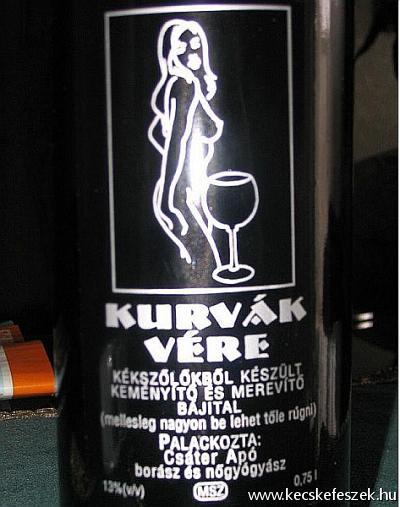 KURVÁK
VÉRE
KÉKSZŐLŐKBŐL KÉSZÜLT
KEMÉNYÍTŐ ÉS MEREVÍTŐ
BÁJITAL
(mellesleg nagyon be lehet tőle rúgni)
PALACKOZTA:
Csáter Apó
borász és nőgyógyász
13%(v/v) MSZ 0,75 l
www.kecskefeszek.hu